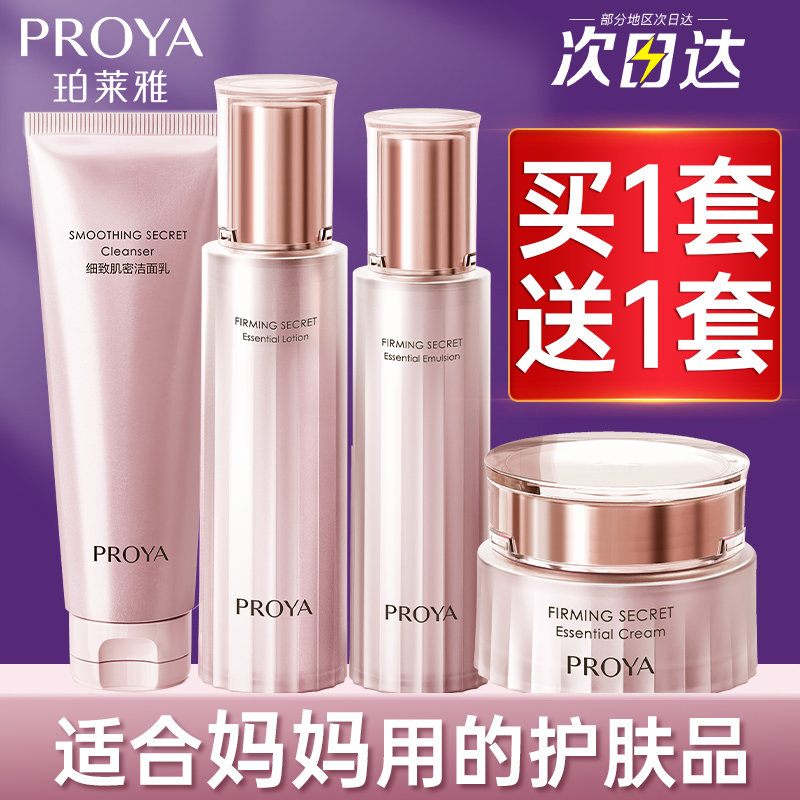 PROYA
珀莱雅
部分地区次日达
次日达
买1套
送1套
SMOOTHING SECRET
Cleanser
细致肌密洁面乳
PROYA
FIRMING SECRET
Essential Lotion
PROYA
FIRMING SECRET
Essential Emulsion
PROYA
FIRMING SECRET
Essential Cream
PROYA
适合妈妈用的护肤品